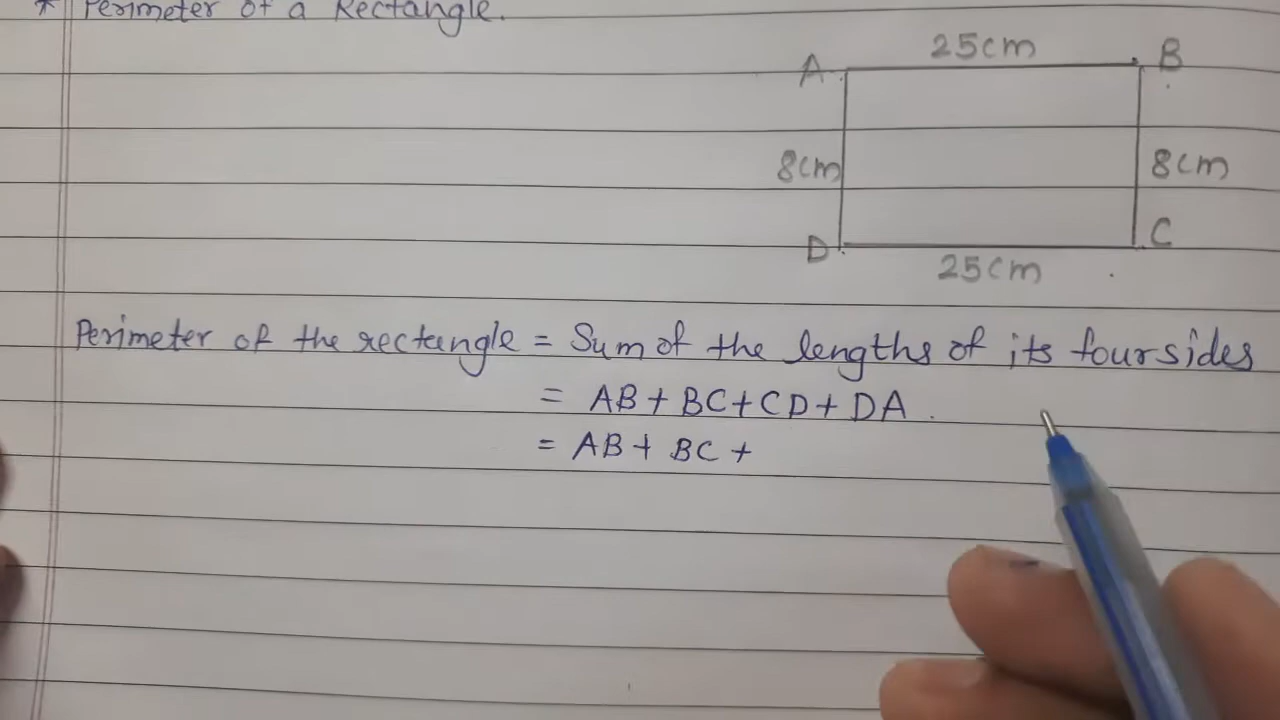 * Perimeter of a Rectangle.
25cm
A
B
8cm
8cm
D
C
25cm
Perimeter of the rectangle = Sum of the lengths of its four sides
= AB + BC + CD + DA.
= AB + BC +